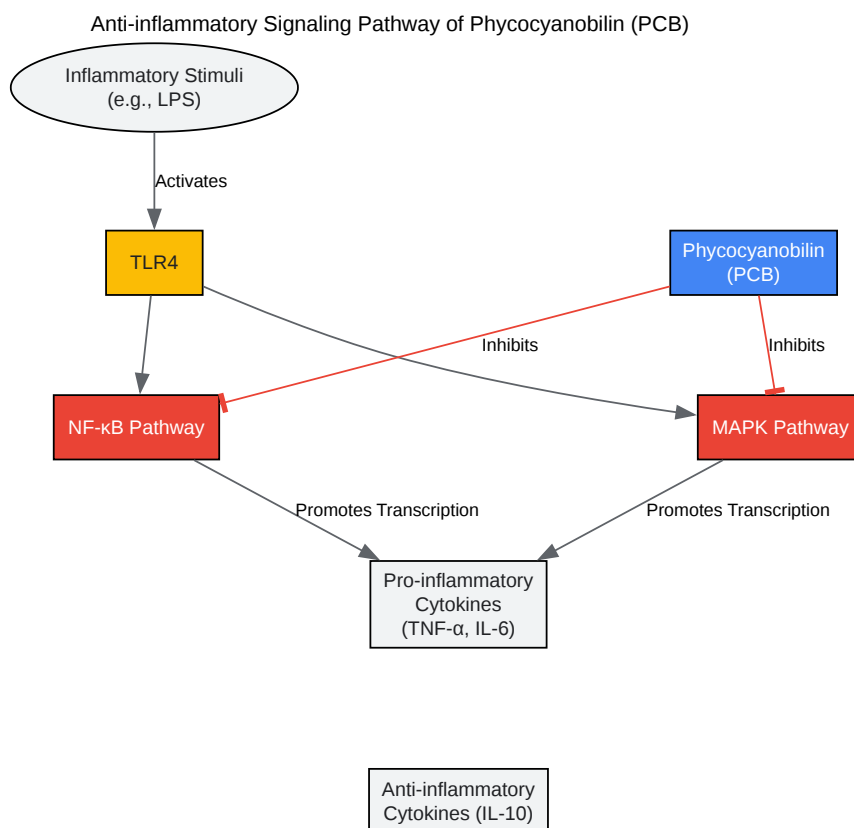 Anti-inflammatory Signaling Pathway of Phycocyanobilin (PCB)
Inflammatory Stimuli
(e.g., LPS)
Activates
TLR4
Phycocyanobilin
(PCB)
Inhibits
Inhibits
NF-κB Pathway
MAPK Pathway
Promotes Transcription
Promotes Transcription
Pro-inflammatory
Cytokines
(TNF-α, IL-6)
Anti-inflammatory
Cytokines (IL-10)